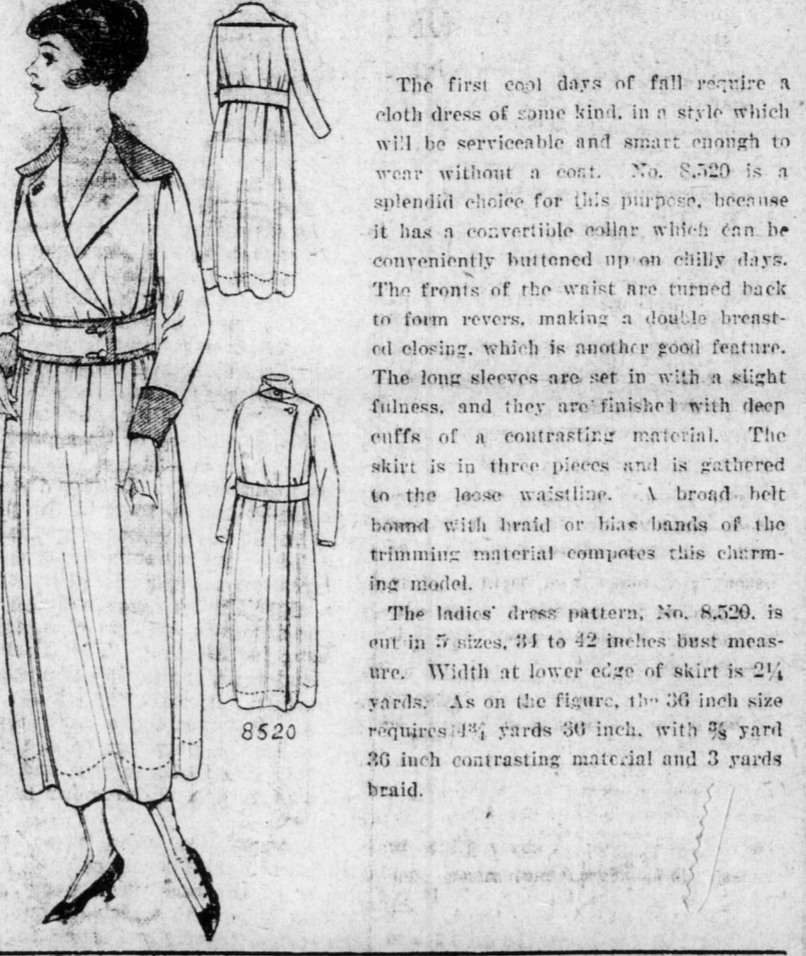 The first cool days of fall require a
cloth dress of some kind, in a style which
will be serviceable and smart enough to
wear without a coat. No. 8,520 is a
splendid choice for this purpose, because
it has a convertible collar which can be
conveniently buttoned up on chilly days.
The fronts of the waist are turned back
to form revers, making a double breast-
ed closing, which is another good feature.
The long sleeves are set in with a slight
fulness, and they are finished with deep
cuffs of a contrasting material. The
skirt is in three pieces and is gathered
to the loose waistline. A broad belt
bound with braid or bias bands of the
trimming material competes this charm-
ing model.
The ladies' dress pattern, No. 8,520, is
cut in 5 sizes, 34 to 42 inches bust meas-
ure. Width at lower edge of skirt is 2¼
yards. As on the figure, the 36 inch size
requires 4¾ yards 36 inch, with ⅝ yard
36 inch contrasting material and 3 yards
braid.
8520